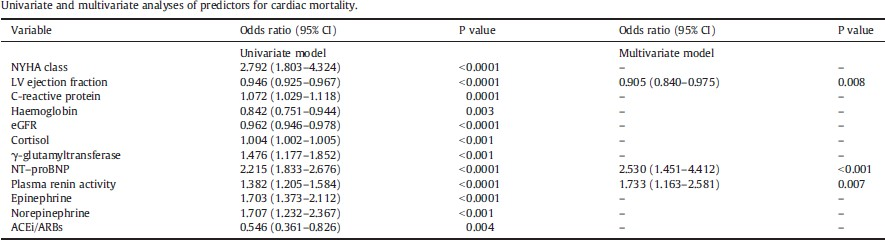 Univariate and multivariate analyses of predictors for cardiac mortality.
Variable Odds ratio (95% CI) P value Odds ratio (95% CI) P value
Univariate model Multivariate model
NYHA class 2.792 (1.803–4.324) <0.0001 – –
LV ejection fraction 0.946 (0.925–0.967) <0.0001 0.905 (0.840–0.975) 0.008
C-reactive protein 1.072 (1.029–1.118) 0.0001 – –
Haemoglobin 0.842 (0.751–0.944) 0.003 – –
eGFR 0.962 (0.946–0.978) <0.0001 – –
Cortisol 1.004 (1.002–1.005) <0.001 – –
γ-glutamyltransferase 1.476 (1.177–1.852) <0.001 – –
NT–proBNP 2.215 (1.833–2.676) <0.0001 2.530 (1.451–4.412) <0.001
Plasma renin activity 1.382 (1.205–1.584) <0.0001 1.733 (1.163–2.581) 0.007
Epinephrine 1.703 (1.373–2.112) <0.0001 – –
Norepinephrine 1.707 (1.232–2.367) <0.001 – –
ACEi/ARBs 0.546 (0.361–0.826) 0.004 – –